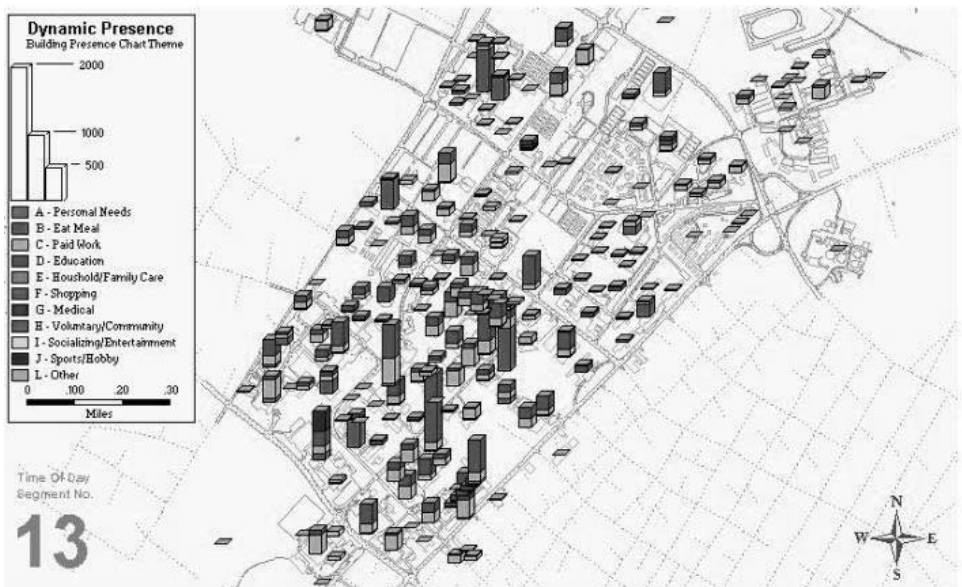 Dynamic Presence
Building Presence Chart Theme
2000
1000
500
A - Personal Needs
B - Eat Meal
C - Paid Work
D - Education
E - Houshold/Family Care
F - Shopping
G - Medical
H - Voluntary/Community
I - Socializing/Entertainment
J - Sports/Hobby
L - Other
0 .10 .20 .30
Miles
Time Of Day
Segment No.
13
N
W E
S